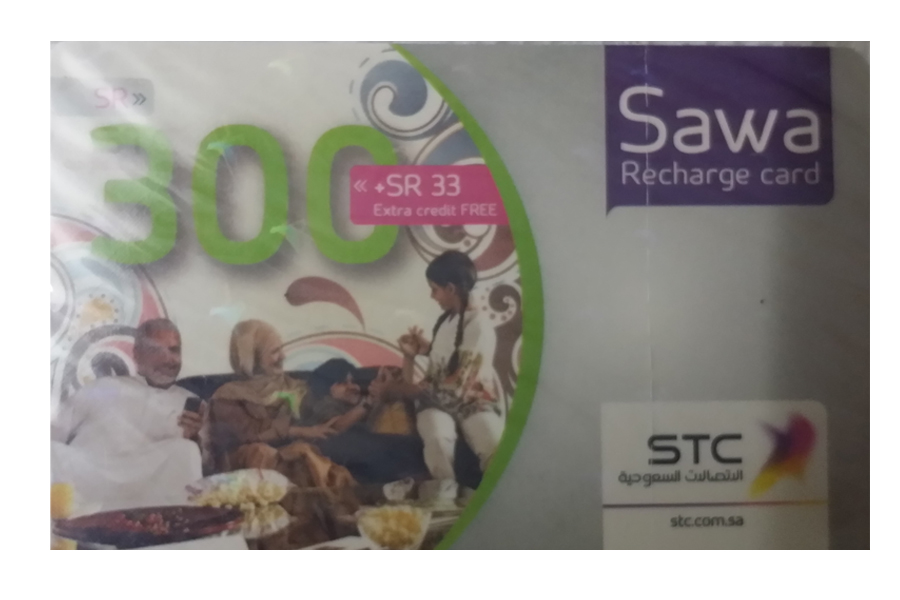 SR »
300
« +SR 33
Extra credit FREE
Sawa
Recharge card
STC
الاتصالات السعودية
stc.com.sa